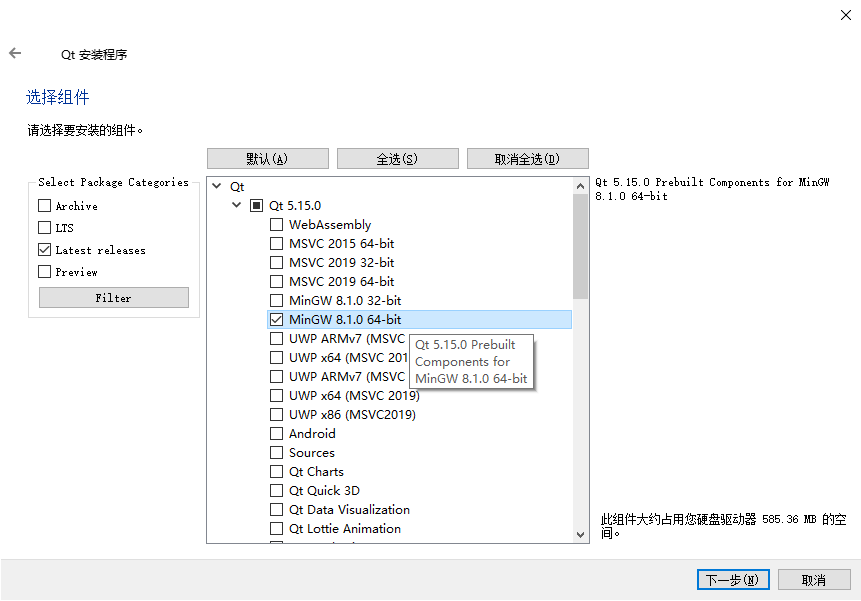 Qt 安装程序
选择组件
请选择要安装的组件。
默认(A)
全选(S)
取消全选(D)
Select Package Categories
Archive
LTS
Latest releases
Preview
Filter
Qt
Qt 5.15.0
WebAssembly
MSVC 2015 64-bit
MSVC 2019 32-bit
MSVC 2019 64-bit
MinGW 8.1.0 32-bit
MinGW 8.1.0 64-bit
UWP ARMv7 (MSVC
UWP x64 (MSVC 201
UWP ARMv7 (MSVC
UWP x64 (MSVC 2019)
UWP x86 (MSVC2019)
Android
Sources
Qt Charts
Qt Quick 3D
Qt Data Visualization
Qt Lottie Animation
Qt 5.15.0 Prebuilt
Components for
MinGW 8.1.0 64-bit
Qt 5.15.0 Prebuilt Components for MinGW
8.1.0 64-bit
此组件大约占用您硬盘驱动器 585.36 MB 的空
间。
下一步(N)
取消